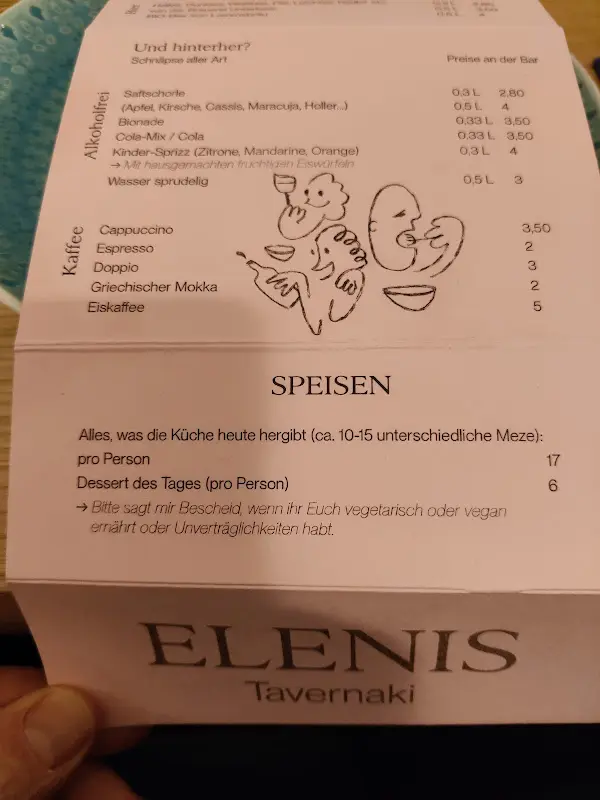 Und hinterher?
Schnäpse aller Art Preise an der Bar
Alkoholfrei
Saftschorle 0,3 L 2,80
(Apfel, Kirsche, Cassis, Maracuja, Holler...) 0,5 L 4
Bionade 0,33 L 3,50
Cola-Mix / Cola 0,33 L 3,50
Kinder-Sprizz (Zitrone, Mandarine, Orange) 0,3 L 4
→ Mit hausgemachten fruchtigen Eiswürfeln
Wasser sprudelig 0,5 L 3
Kaffee
Cappuccino 3,50
Espresso 2
Doppio 3
Griechischer Mokka 2
Eiskaffee 5
SPEISEN
Alles, was die Küche heute hergibt (ca. 10-15 unterschiedliche Meze):
pro Person 17
Dessert des Tages (pro Person) 6
→ Bitte sagt mir Bescheid, wenn ihr Euch vegetarisch oder vegan
ernährt oder Unverträglichkeiten habt.
ELENIS
Tavernaki